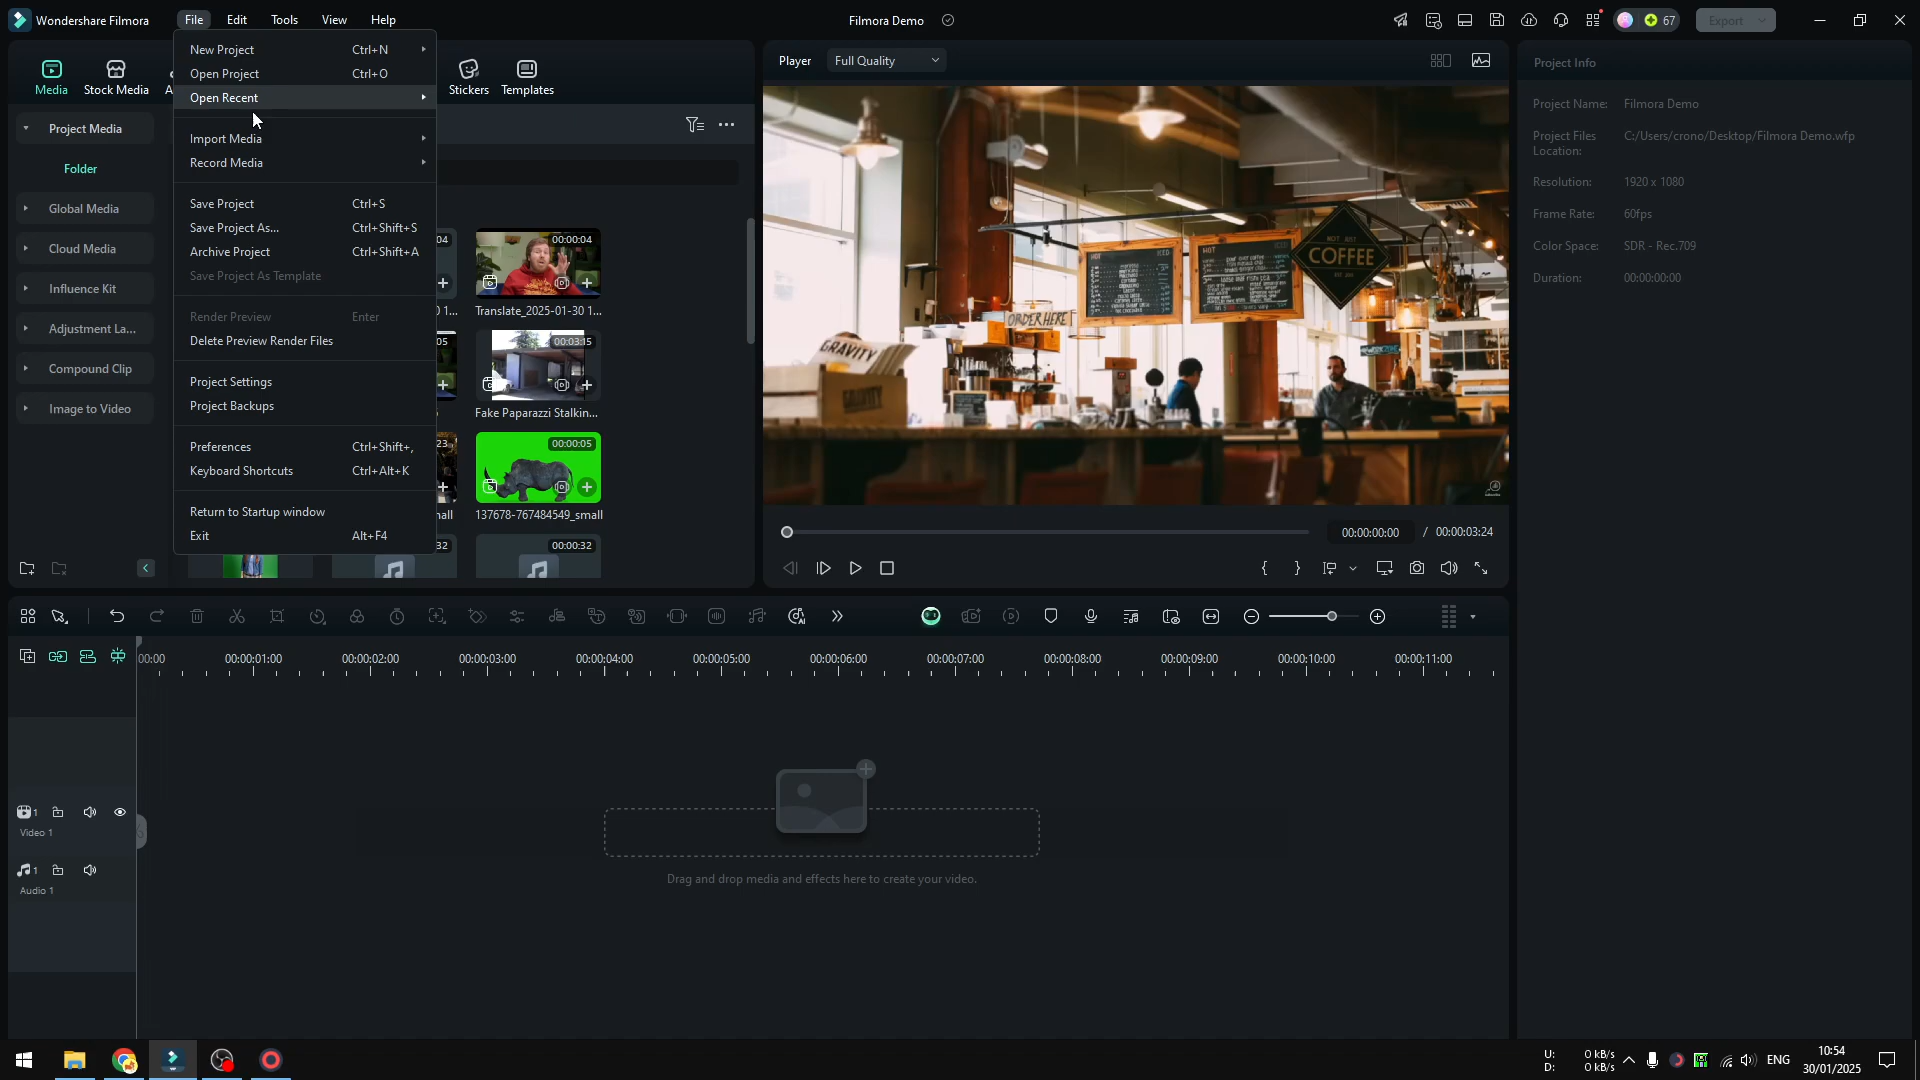 Wondershare Filmora
File
Edit
Tools
View
Help
Filmora Demo
67
Export
Media
Stock Media
Stickers
Templates
New Project Ctrl+N
Open Project Ctrl+O
Open Recent
Import Media
Record Media
Save Project Ctrl+S
Save Project As... Ctrl+Shift+S
Archive Project Ctrl+Shift+A
Save Project As Template
Render Preview Enter
Delete Preview Render Files
Project Settings
Project Backups
Preferences Ctrl+Shift+,
Keyboard Shortcuts Ctrl+Alt+K
Return to Startup window
Exit Alt+F4
Project Media
Folder
Global Media
Cloud Media
Influence Kit
Adjustment La...
Compound Clip
Image to Video
00:00:04
Translate_2025-01-30 1...
00:03:15
Fake Paparazzi Stalkin...
00:00:05
137678-767484549_small
00:00:32
Player
Full Quality
HOT
ICED
HOT
ICED
COFFEE
ORDER HERE
GRAVITY
GRAVITY
00:00:00:00 / 00:00:03:24
Project Info
Project Name: Filmora Demo
Project Files Location: C:/Users/crono/Desktop/Filmora Demo.wfp
Resolution: 1920 x 1080
Frame Rate: 60fps
Color Space: SDR - Rec.709
Duration: 00:00:00:00
00:00 00:00:01:00 00:00:02:00 00:00:03:00 00:00:04:00 00:00:05:00 00:00:06:00 00:00:07:00 00:00:08:00 00:00:09:00 00:00:10:00 00:00:11:00
1
Video 1
1
Audio 1
Drag and drop media and effects here to create your video.
U: 0 kB/s
D: 0 kB/s
ENG
10:54
30/01/2025